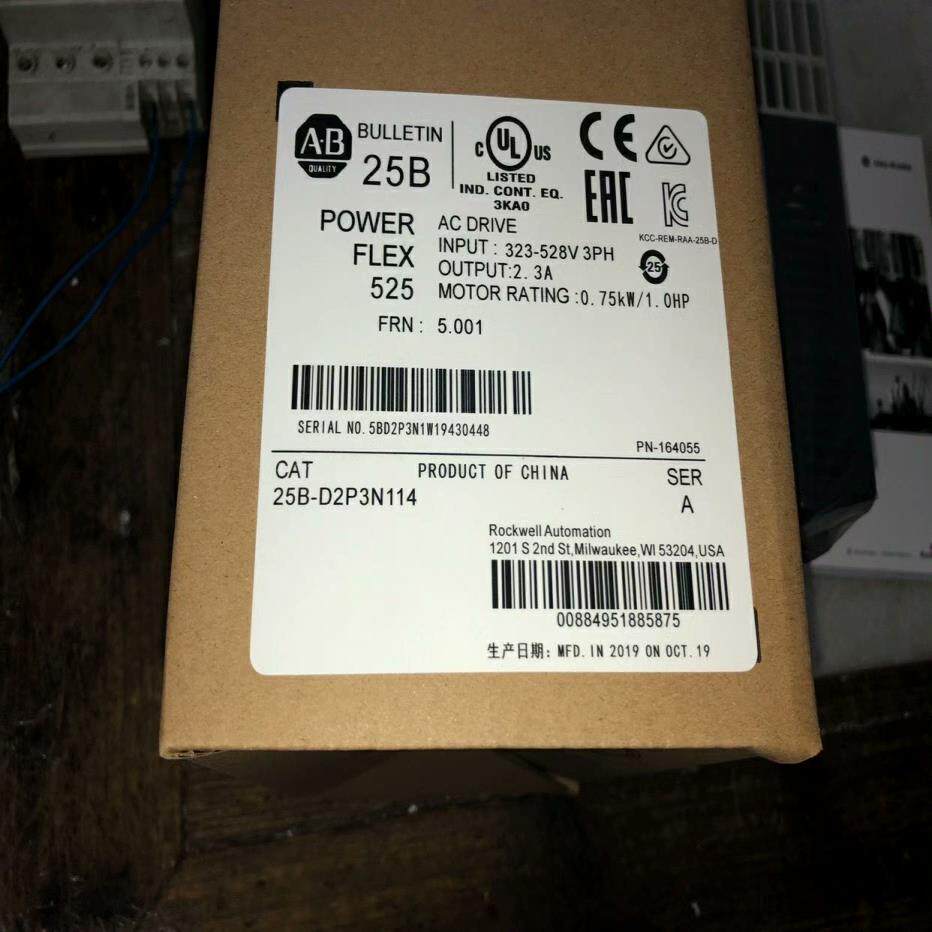 A-B
QUALITY
BULLETIN
25B
C UL US
LISTED
IND. CONT. EQ.
3KA0
CE
EAC
KC
KCC-REM-RAA-25B-D
25
POWER
FLEX
525
AC DRIVE
INPUT : 323-528V 3PH
OUTPUT:2.3A
MOTOR RATING :0.75kW/1.0HP
FRN : 5.001
SERIAL NO. 5BD2P3N1W19430448
PN-164055
CAT
25B-D2P3N114
PRODUCT OF CHINA
SER
A
Rockwell Automation
1201 S 2nd St,Milwaukee,WI 53204,USA
00884951885875
生产日期: MFD. IN 2019 ON OCT. 19